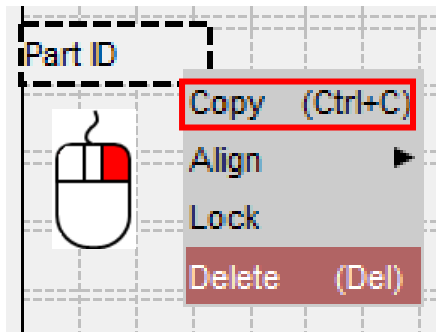 Part ID
Copy (Ctrl+C)
Align
Lock
Delete (Del)